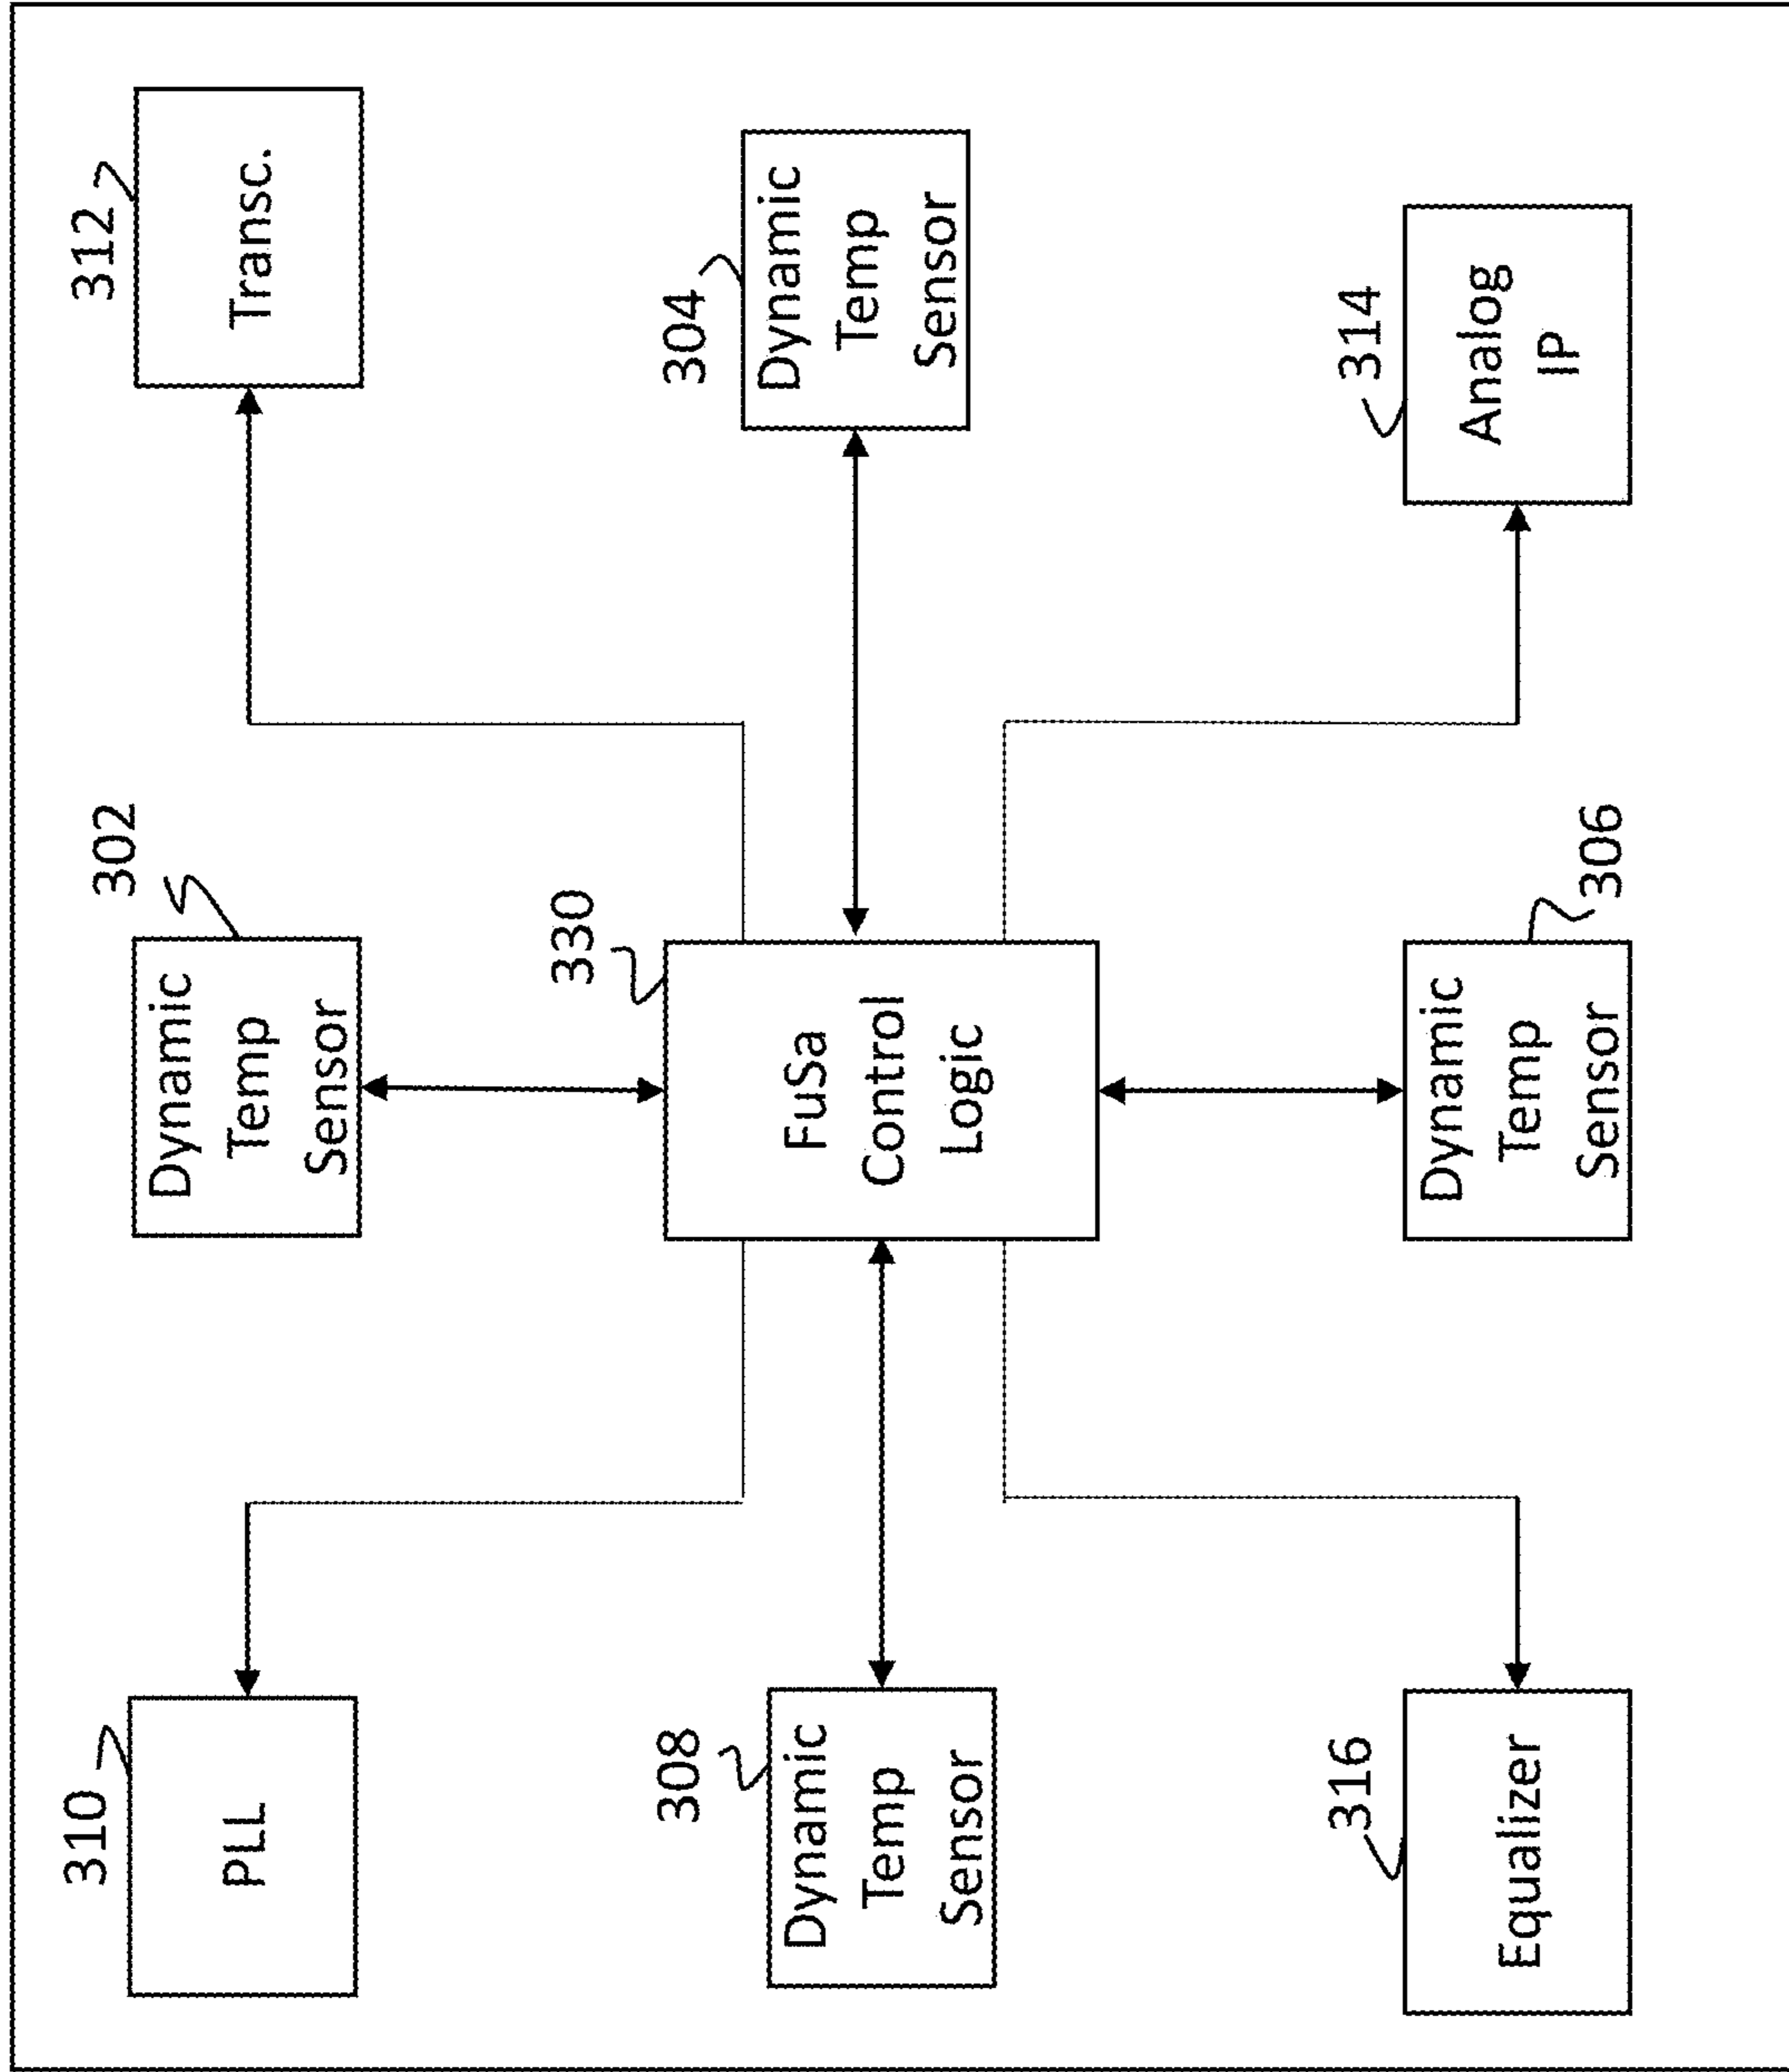 310
PLL
302
Dynamic
Temp
Sensor
312
Transc.
308
Dynamic
Temp
Sensor
330
FuSa
Control
Logic
304
Dynamic
Temp
Sensor
316
Equalizer
Dynamic
Temp
Sensor
306
314
Analog
IP